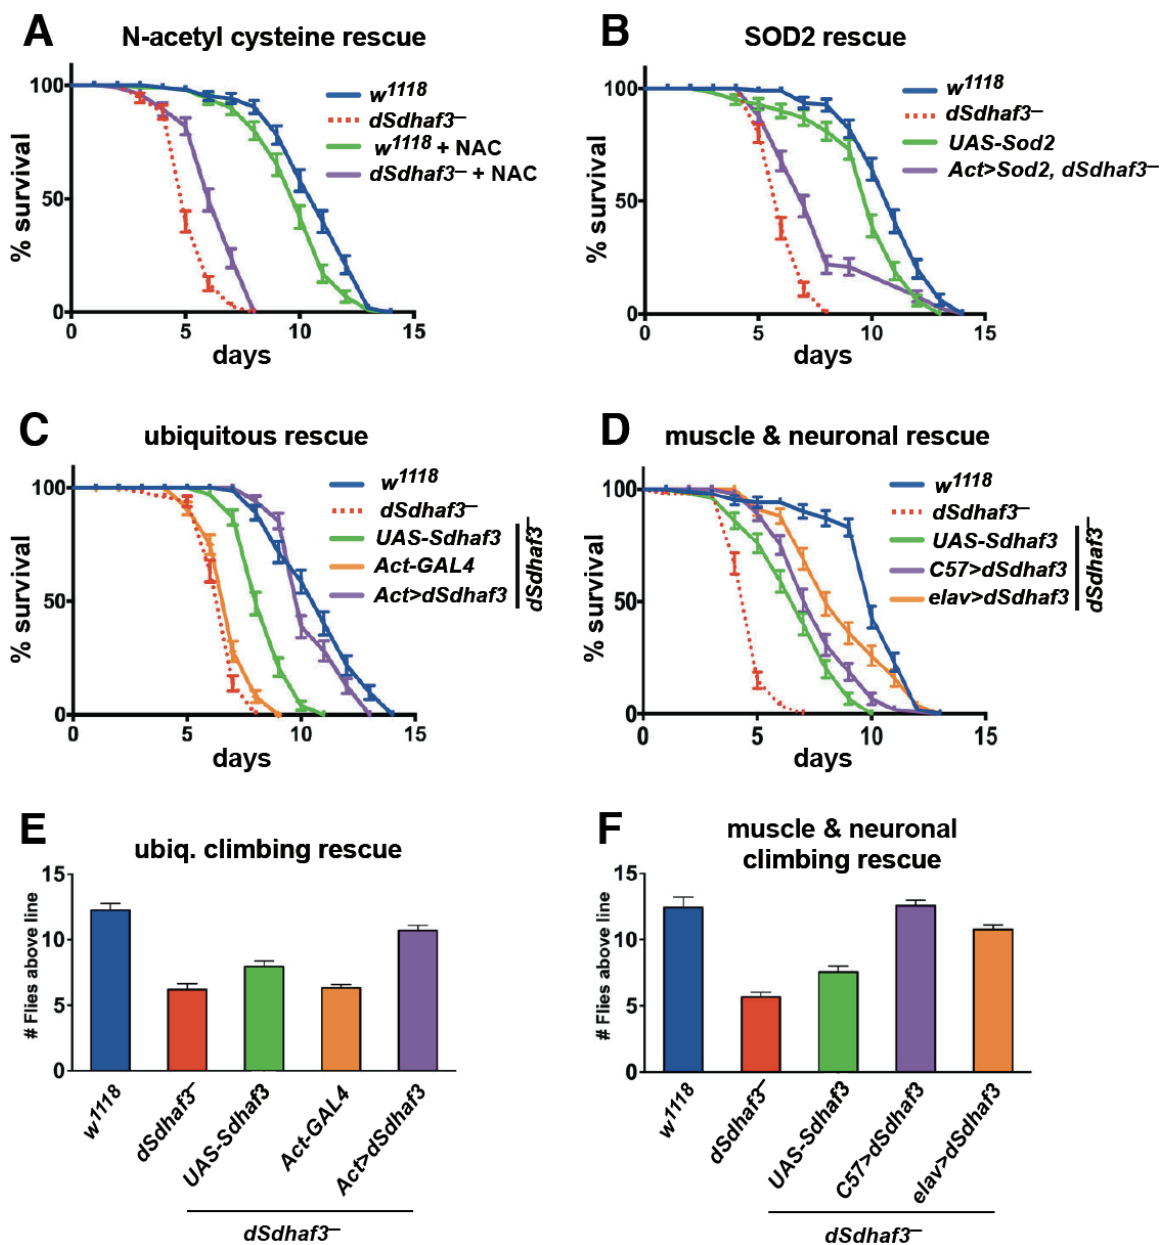 A
N-acetyl cysteine rescue
% survival
100
50
0
0 5 10 15
days
w1118
dSdhaf3–
w1118 + NAC
dSdhaf3– + NAC
B
SOD2 rescue
% survival
100
50
0
0 5 10 15
days
w1118
dSdhaf3–
UAS-Sod2
Act>Sod2, dSdhaf3–
C
ubiquitous rescue
% survival
100
50
0
0 5 10 15
days
w1118
dSdhaf3–
UAS-Sdhaf3
Act-GAL4
Act>dSdhaf3
dSdhaf3–
D
muscle & neuronal rescue
% survival
100
50
0
0 5 10 15
days
w1118
dSdhaf3–
UAS-Sdhaf3
C57>dSdhaf3
elav>dSdhaf3
dSdhaf3–
E
ubiq. climbing rescue
# Flies above line
15
10
5
0
w1118
dSdhaf3–
UAS-Sdhaf3
Act-GAL4
Act>dSdhaf3
dSdhaf3–
F
muscle & neuronal
climbing rescue
# Flies above line
15
10
5
0
w1118
dSdhaf3–
UAS-Sdhaf3
C57>dSdhaf3
elav>dSdhaf3
dSdhaf3–